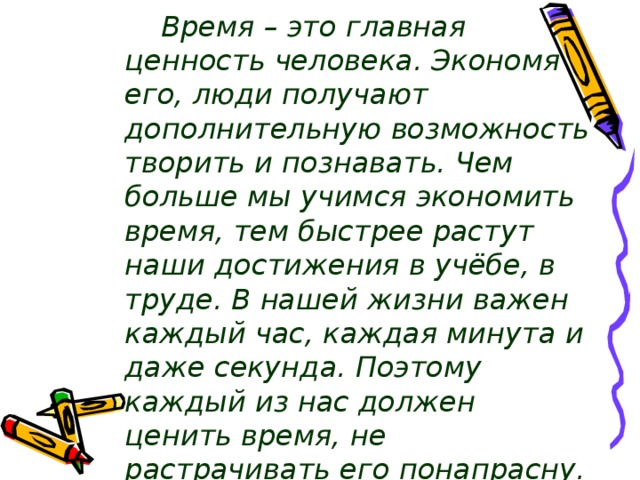 Время – это главная
ценность человека. Экономя
его, люди получают
дополнительную возможность
творить и познавать. Чем
больше мы учимся экономить
время, тем быстрее растут
наши достижения в учёбе, в
труде. В нашей жизни важен
каждый час, каждая минута и
даже секунда. Поэтому
каждый из нас должен
ценить время, не
растрачивать его понапрасну.